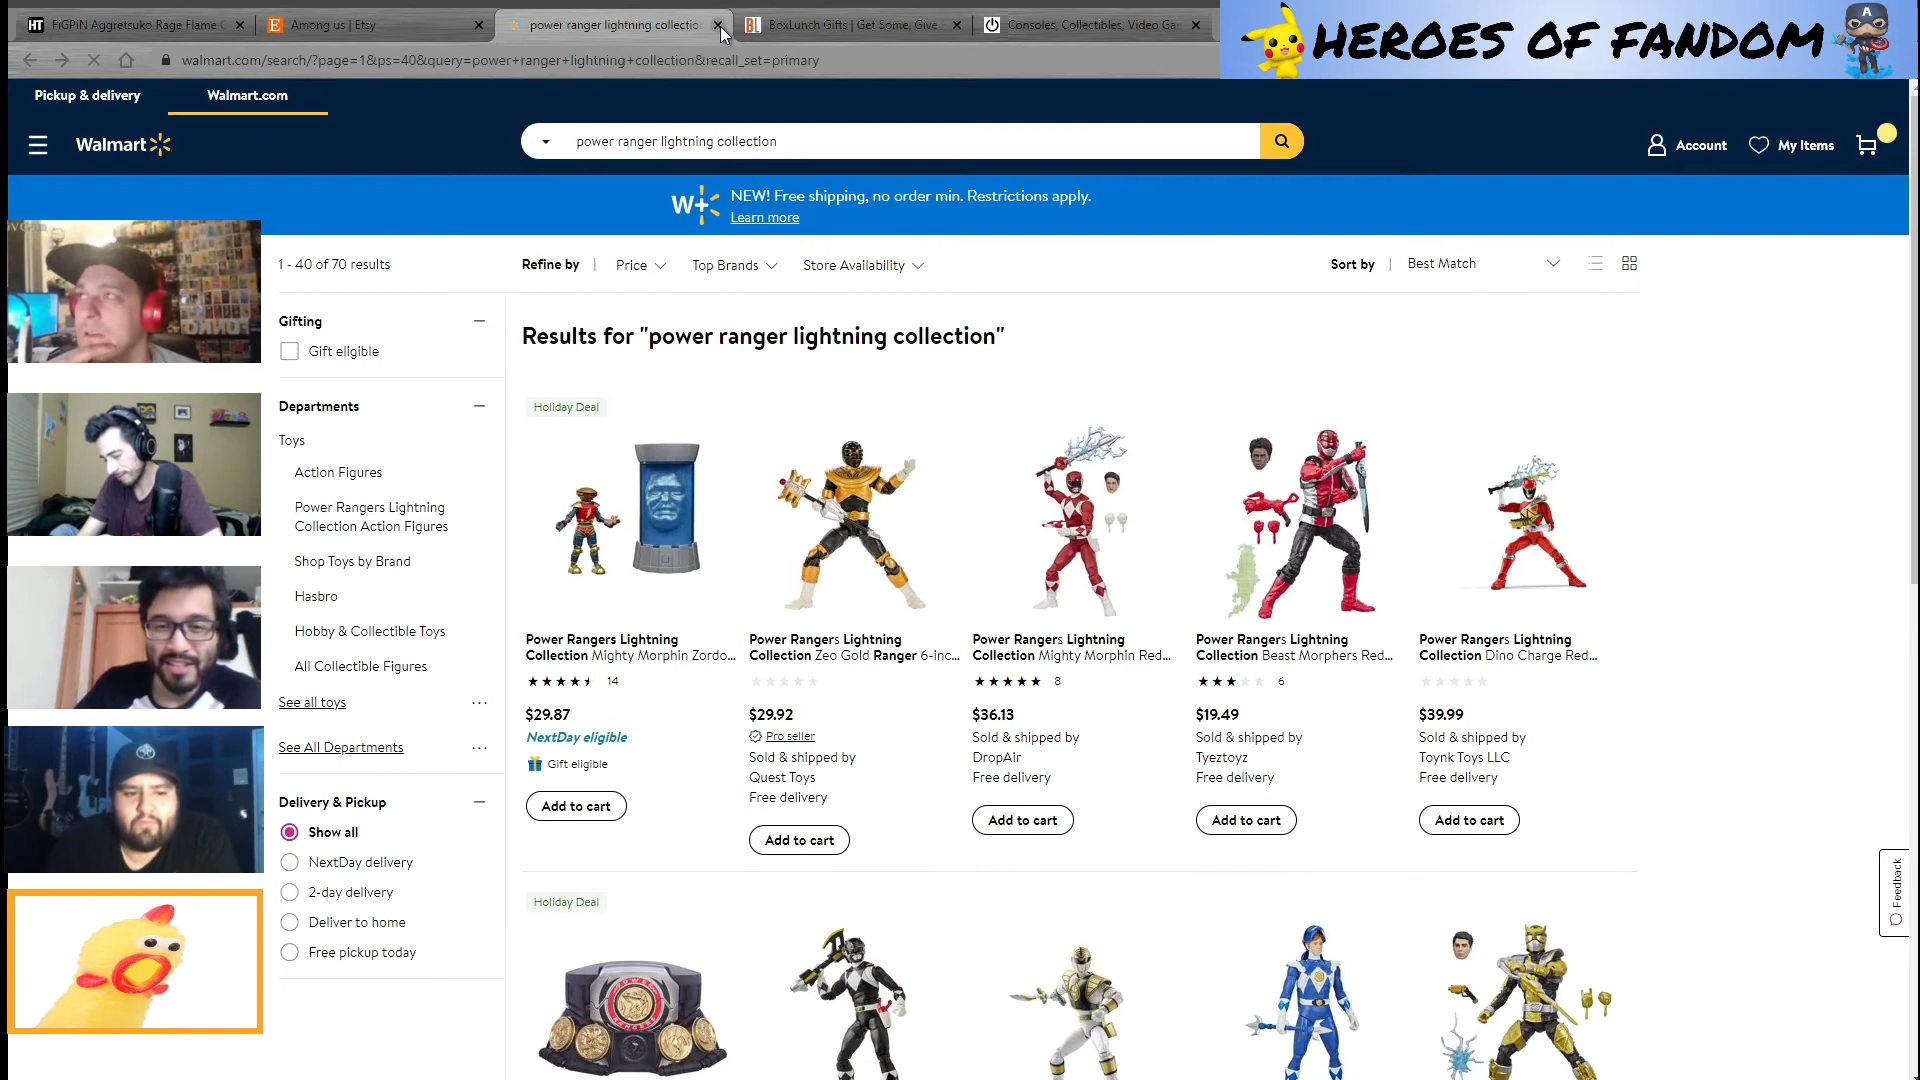 HT FiGPiN Aggretsuko Rage Flame
Among us | Etsy
power ranger lightning collection
BL BoxLunch Gifts | Get Some, Give
Consoles, Collectibles, Video Ga
HEROES OF FANDOM
walmart.com/search/?page=1&ps=40&query=power+ranger+lightning+collection&recall_set=primary
Pickup & delivery
Walmart.com
Walmart
power ranger lightning collection
Account
My Items
W+
NEW! Free shipping, no order min. Restrictions apply.
Learn more
1 - 40 of 70 results
Refine by
Price
Top Brands
Store Availability
Sort by
Best Match
Gifting
Gift eligible
Results for "power ranger lightning collection"
Departments
Toys
Action Figures
Power Rangers Lightning
Collection Action Figures
Shop Toys by Brand
Hasbro
Hobby & Collectible Toys
All Collectible Figures
See all toys
See All Departments
Delivery & Pickup
Show all
NextDay delivery
2-day delivery
Deliver to home
Free pickup today
Holiday Deal
Power Rangers Lightning
Collection Mighty Morphin Zordo...
14
$29.87
NextDay eligible
Gift eligible
Add to cart
Power Rangers Lightning
Collection Zeo Gold Ranger 6-inc...
$29.92
Pro seller
Sold & shipped by
Quest Toys
Free delivery
Add to cart
Power Rangers Lightning
Collection Mighty Morphin Red...
8
$36.13
Sold & shipped by
DropAir
Free delivery
Add to cart
Power Rangers Lightning
Collection Beast Morphers Red...
6
$19.49
Sold & shipped by
Tyeztoyz
Free delivery
Add to cart
Power Rangers Lightning
Collection Dino Charge Red...
$39.99
Sold & shipped by
Toynk Toys LLC
Free delivery
Add to cart
Holiday Deal
Feedback